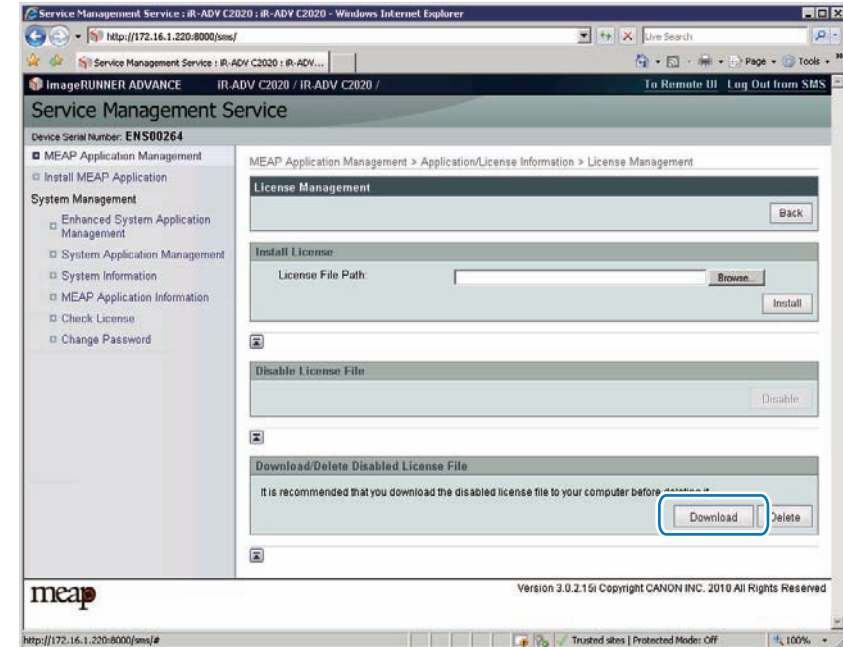 Service Management Service : iR-ADV C2020 : iR-ADV C2020 - Windows Internet Explorer
http://172.16.1.220:8000/sms/
Live Search
Service Management Service : iR-ADV C2020 : iR-ADV...
Page
Tools
imageRUNNER ADVANCE iR-ADV C2020 / iR-ADV C2020 /
To Remote UI Log Out from SMS
Service Management Service
Device Serial Number: ENS00264
MEAP Application Management
Install MEAP Application
System Management
Enhanced System Application
Management
System Application Management
System Information
MEAP Application Information
Check License
Change Password
MEAP Application Management > Application/License Information > License Management
License Management
Back
Install License
License File Path:
Browse...
Install
Disable License File
Disable
Download/Delete Disabled License File
It is recommended that you download the disabled license file to your computer before deleting it.
Download
Delete
meap
Version 3.0.2.15i Copyright CANON INC. 2010 All Rights Reserved
http://172.16.1.220:8000/sms/#
Trusted sites | Protected Mode: Off
100%